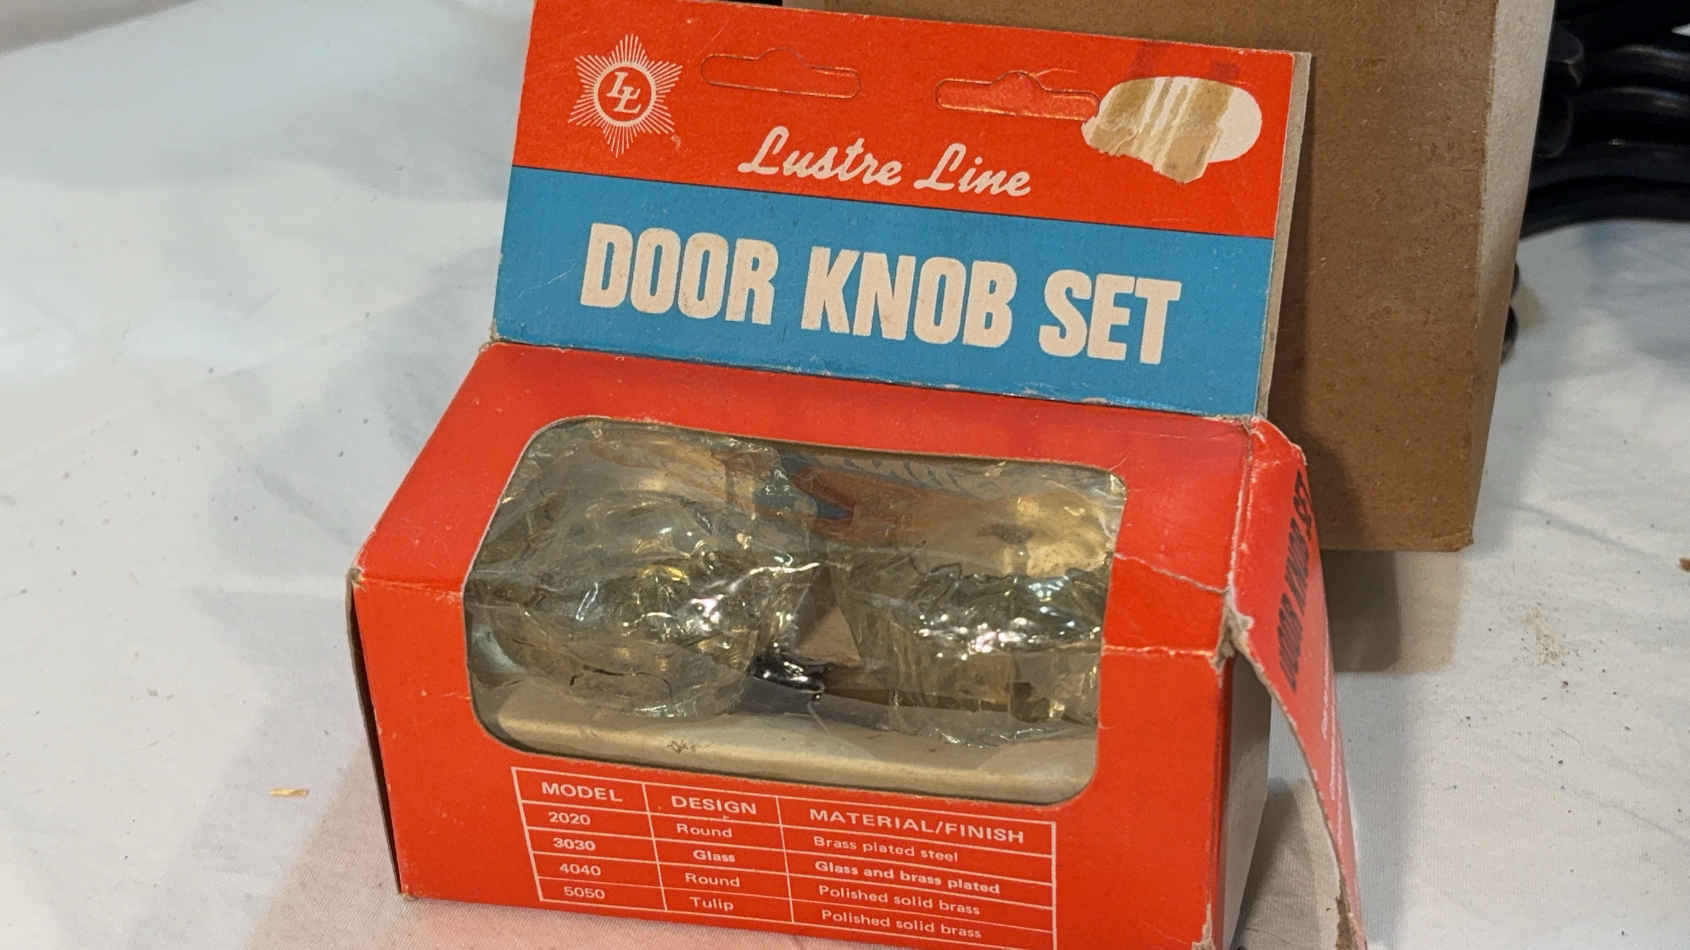 LL
Lustre Line
DOOR KNOB SET
DOOR KNOB SET
MODEL DESIGN MATERIAL/FINISH
2020 Round Brass plated steel
3030 Glass Glass and brass plated
4040 Round Polished solid brass
5050 Tulip Polished solid brass